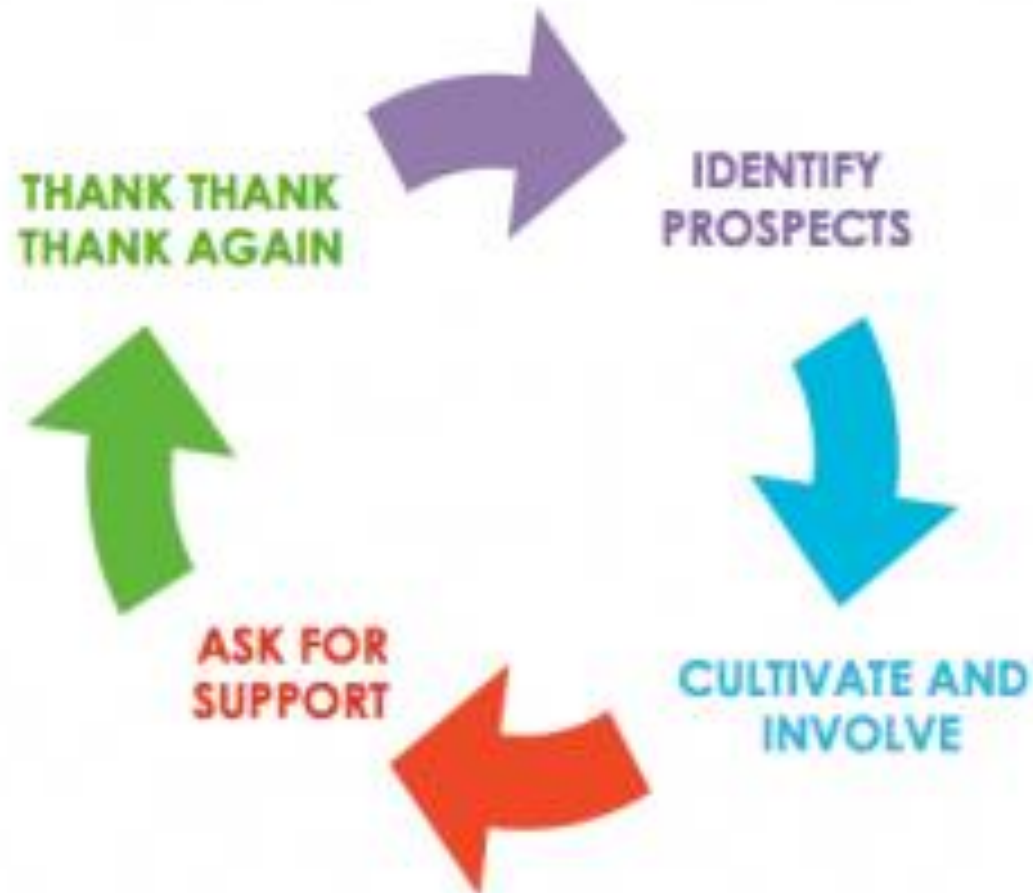 THANK THANK
THANK AGAIN
IDENTIFY
PROSPECTS
CULTIVATE AND
INVOLVE
ASK FOR
SUPPORT